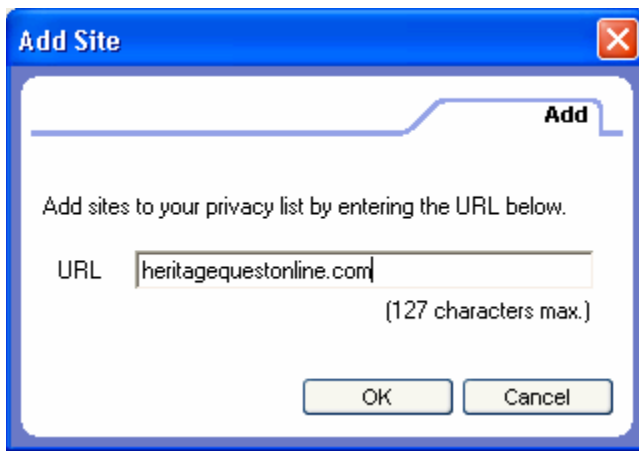 Add Site
Add
Add sites to your privacy list by entering the URL below.
URL heritagequestonline.com
(127 characters max.)
OK Cancel